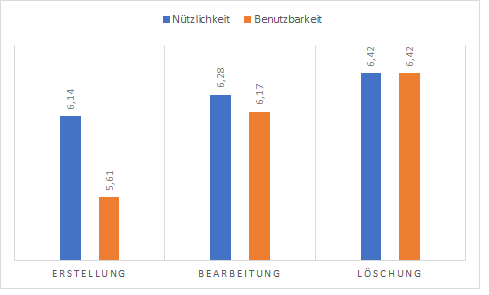 Nützlichkeit Benutzbarkeit
6,14 5,61 6,28 6,17 6,42 6,42
ERSTELLUNG BEARBEITUNG LÖSCHUNG